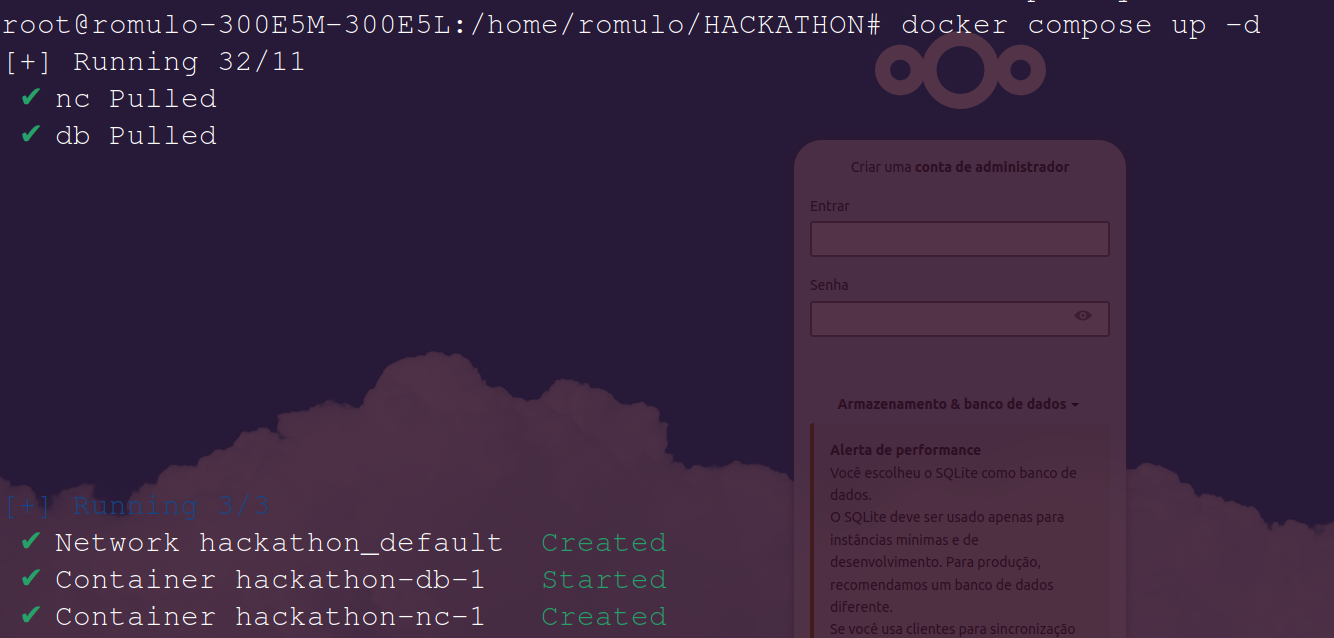 root@romulo-300E5M-300E5L:/home/romulo/HACKATHON# docker compose up -d
[+] Running 32/11
✔ nc Pulled
✔ db Pulled
Criar uma conta de administrador
Entrar
Senha
Armazenamento & banco de dados
Alerta de performance
Você escolheu o SQLite como banco de
dados.
O SQLite deve ser usado apenas para
instâncias mínimas e de
desenvolvimento. Para produção,
recomendamos um banco de dados
diferente.
Se você usa clientes para sincronização
[+] Running 3/3
✔ Network hackathon_default Created
✔ Container hackathon-db-1 Started
✔ Container hackathon-nc-1 Created